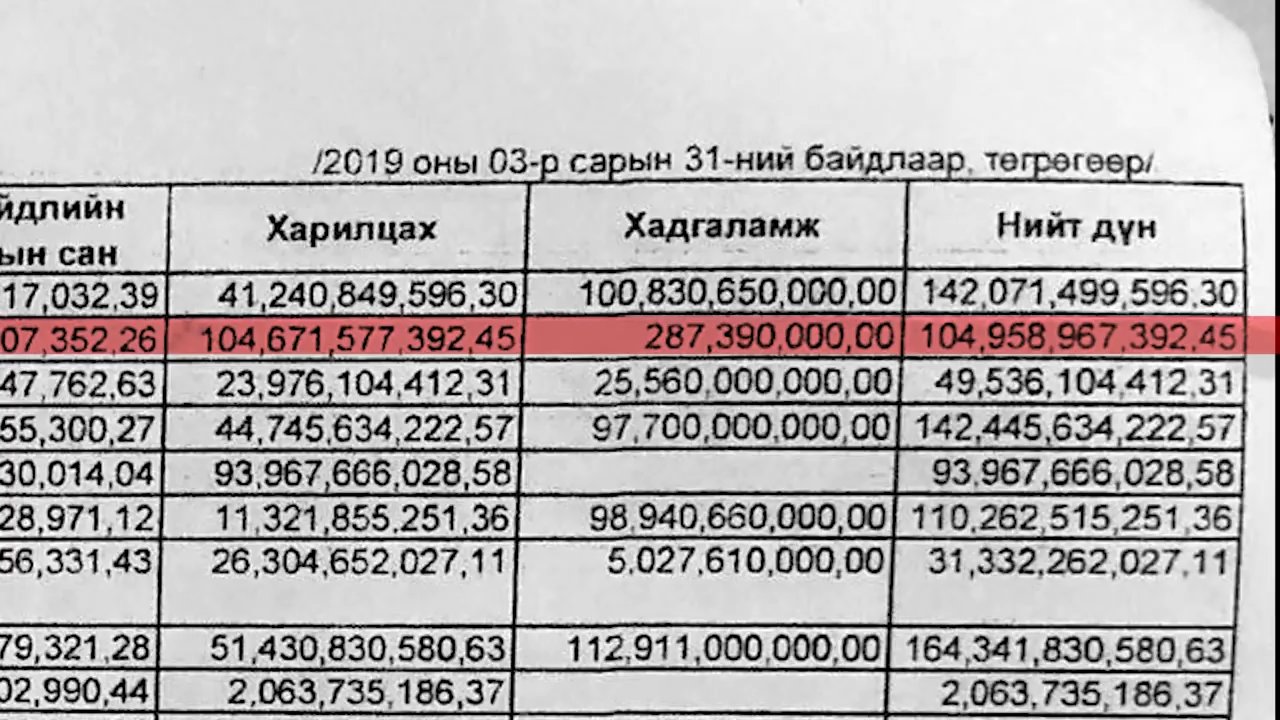 /2019 оны 03-р сарын 31-ний байдлаар, төгрөгөөр/
йдлийн ын сан Харилцах Хадгаламж Нийт дүн
17,032,39 41,240,849,596,30 100,830,650,000,00 142,071,499,596,30
07,352,26 104,671,577,392,45 287,390,000,00 104,958,967,392,45
47,762,63 23,976,104,412,31 25,560,000,000,00 49,536,104,412,31
55,300,27 44,745,634,222,57 97,700,000,000,00 142,445,634,222,57
30,014,04 93,967,666,028,58 93,967,666,028,58
28,971,12 11,321,855,251,36 98,940,660,000,00 110,262,515,251,36
56,331,43 26,304,652,027,11 5,027,610,000,00 31,332,262,027,11
79,321,28 51,430,830,580,63 112,911,000,000,00 164,341,830,580,63
02,990,44 2,063,735,186,37 2,063,735,186,37